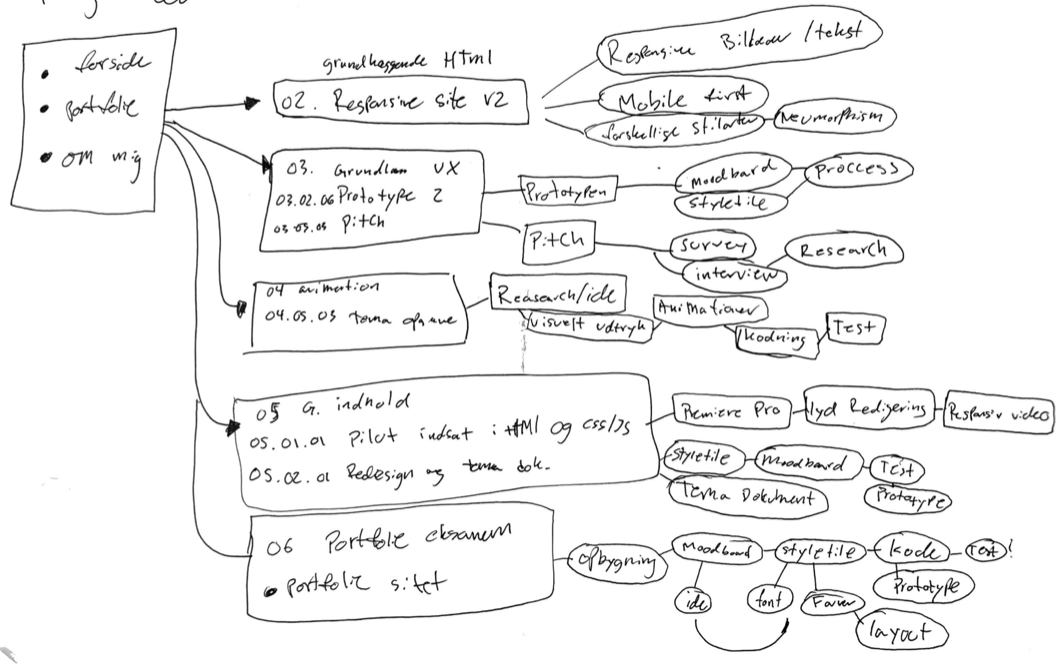 forside
portfolie
om mig
grundlæggende HTml
02. Responsive site v2
Responsive Billeder /tekst
Mobile first
forskellige stilarter
Neumorphism
03. Grundlæn UX
03.02.06 Prototype 2
03.03.03 Pitch
Prototypen
Moodboard
styletile
Proccess
Pitch
survey
interview
Research
04 animation
04.03.03 tema opgave
Reasearch/ide
visuelt udtryk
Animationer
kodning
Test
05 G. indhold
05.01.01 Pilot indsat i HTMl og css/Js
05.02.01 Redesign og tema dok.
Premiere Pro
lyd Redigering
Responsiv video
Styletile
Moodboard
Test
Prototype
Tema Dokument
06 Portfolie eksamen
portfolie sitet
opbygning
Moodboard
styletile
kode
Test!
Prototype
ide
font
Farver
layout